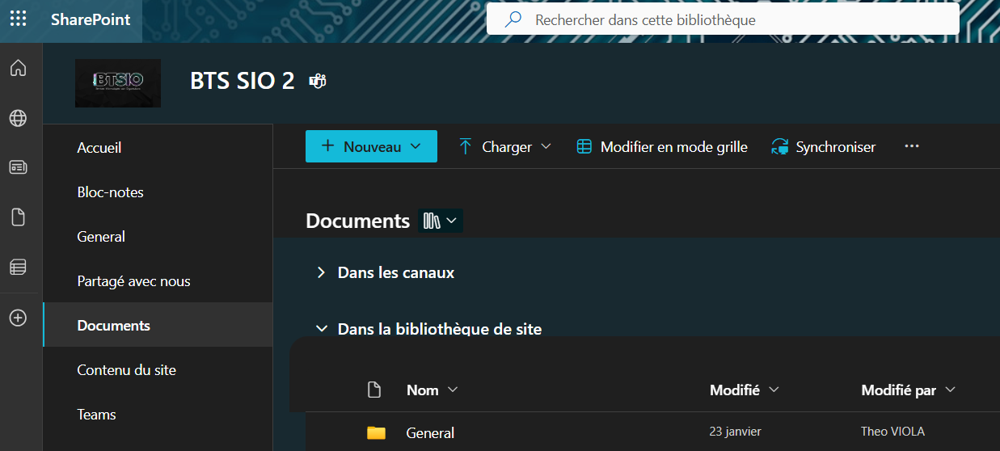 SharePoint
Rechercher dans cette bibliothèque
BTSIO
BTS SIO 2
Accueil
Bloc-notes
General
Partagé avec nous
Documents
Contenu du site
Teams
Nouveau
Charger
Modifier en mode grille
Synchroniser
Documents
Dans les canaux
Dans la bibliothèque de site
Nom
Modifié
Modifié par
General
23 janvier
Theo VIOLA